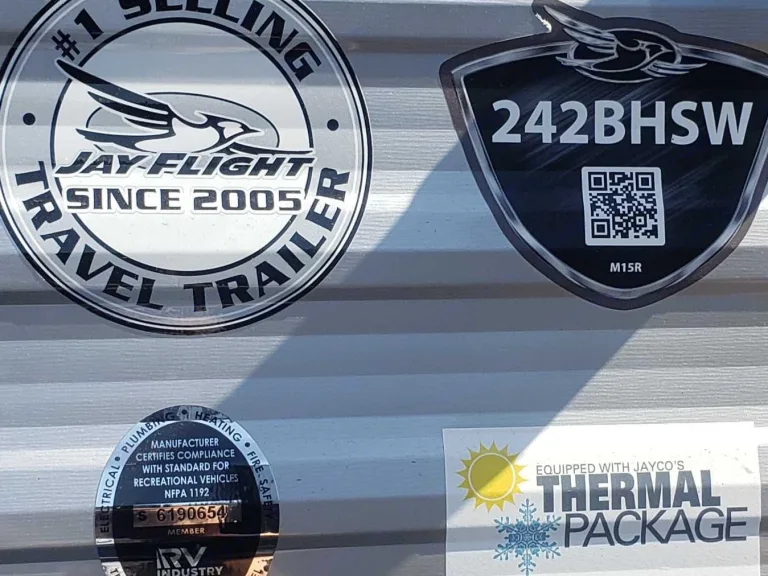 #1 SELLING
JAY FLIGHT
SINCE 2005
TRAVEL TRAILER
242BHSW
M15R
ELECTRICAL • PLUMBING • HEATING • FIRE SAFETY
MANUFACTURER
CERTIFIES COMPLIANCE
WITH STANDARD FOR
RECREATIONAL VEHICLES
NFPA 1192
S 6190654
MEMBER
RV
INDUSTRY
EQUIPPED WITH JAYCO'S
THERMAL
PACKAGE